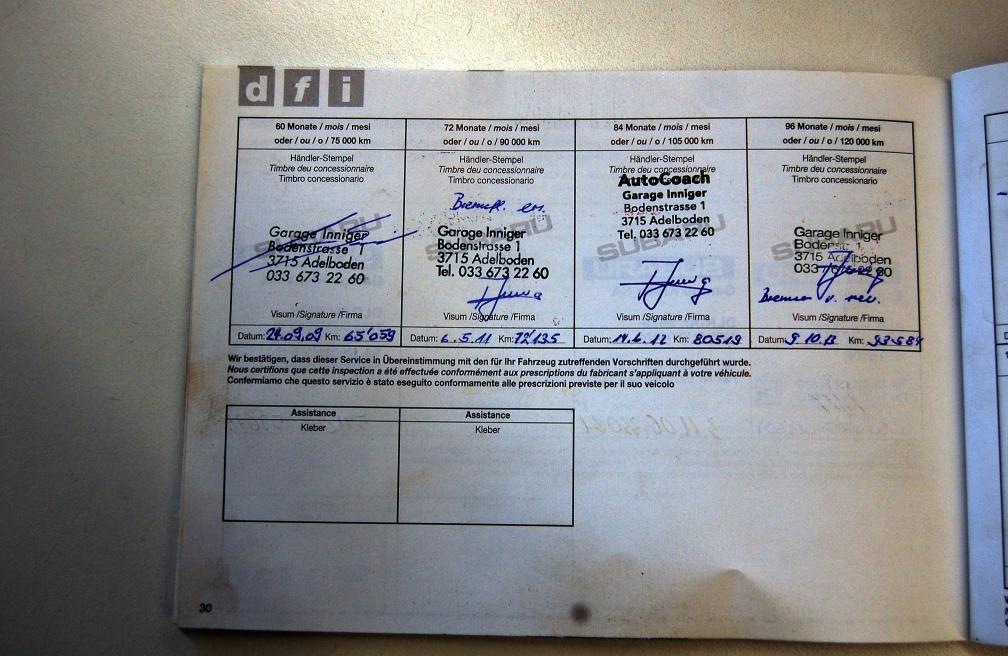 d f i
60 Monate / mois / mesi
oder / ou / o / 75 000 km
Händler-Stempel
Timbre deu concessionnaire
Timbro concessionario
Garage Inniger
Bodenstrasse 1
3715 Adelboden
033 673 22 60
Visum /Signature /Firma
Datum: 29.09.09 Km: 65'059
72 Monate / mois / mesi
oder / ou / o / 90 000 km
Händler-Stempel
Timbre deu concessionnaire
Timbro concessionario
SUBARU
Garage Inniger
Bodenstrasse 1
3715 Adelboden
Tel. 033 673 22 60
Visum /Signature /Firma
Datum: 6.5.11 Km: 72'135
84 Monate / mois / mesi
oder / ou / o / 105 000 km
Händler-Stempel
Timbre deu concessionnaire
AutoCoach
Garage Inniger
Bodenstrasse 1
3715 Adelboden
Tel. 033 673 22 60
SUBARU
Visum /Signature /Firma
Datum: 14.6.12 Km: 80519
96 Monate / mois / mesi
oder / ou / o / 120 000 km
Händler-Stempel
Timbre deu concessionnaire
Timbro concessionario
SUBARU
Garage Inniger
3715 Adelboden
Visum /Signature /Firma
Datum: 9.10.13 Km: 93'584
Wir bestätigen, dass dieser Service in Übereinstimmung mit den für Ihr Fahrzeug zutreffenden Vorschriften durchgeführt wurde.
Nous certifions que cette inspection a été effectuée conformément aux prescriptions du fabricant s'appliquant à votre véhicule.
Confermiamo che questo servizio è stato eseguito conformamente alle prescrizioni previste per il suo veicolo
Assistance
Kleber
Assistance
Kleber
30